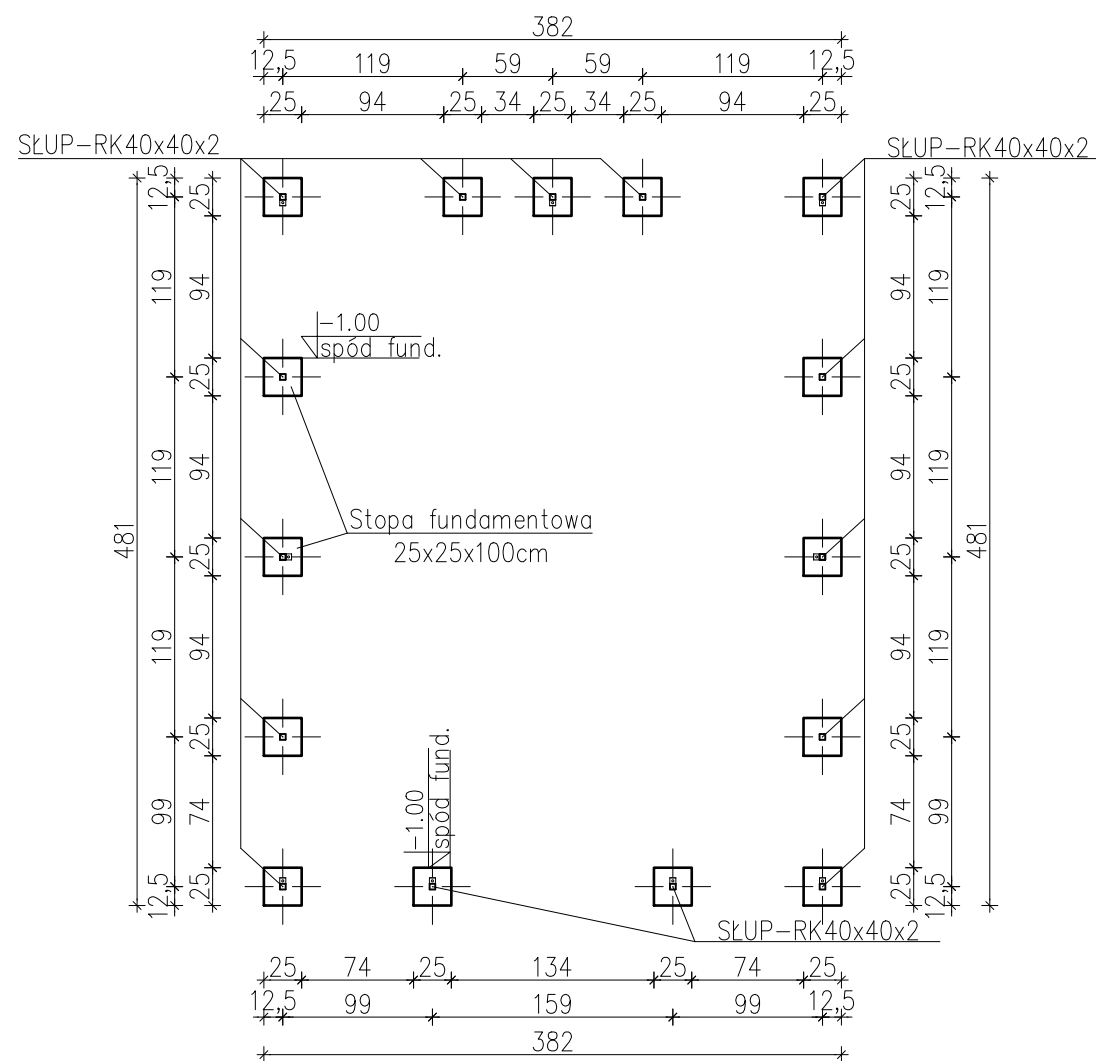 382
12,5 119 59 59 119 12,5
25 94 25 34 25 34 25 94 25
SŁUP-RK40x40x2
SŁUP-RK40x40x2
481
12,5 119 119 119 99 12,5
25 94 25 94 25 94 25 74 25
-1.00
spód fund.
Stopa fundamentowa
25x25x100cm
-1.00
spód fund.
25 94 25 94 25 94 25 74 25
12,5 119 119 119 99 12,5
481
SŁUP-RK40x40x2
25 74 25 134 25 74 25
12,5 99 159 99 12,5
382